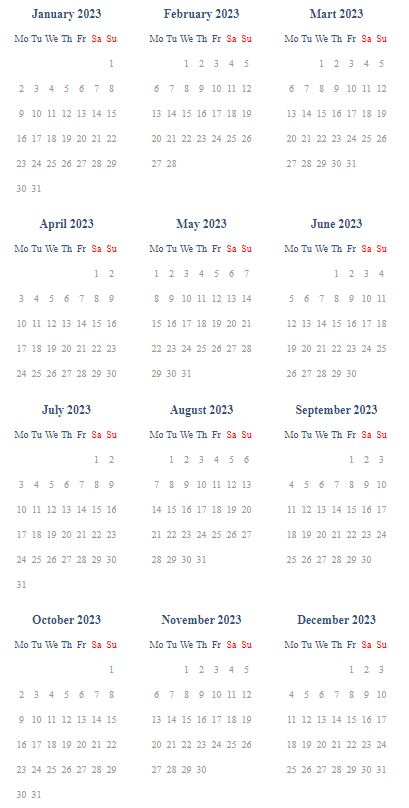 January 2023 February 2023 Mart 2023
Mo Tu We Th Fr Sa Su Mo Tu We Th Fr Sa Su Mo Tu We Th Fr Sa Su
1 1 2 3 4 5 1 2 3 4 5
2 3 4 5 6 7 8 6 7 8 9 10 11 12 6 7 8 9 10 11 12
9 10 11 12 13 14 15 13 14 15 16 17 18 19 13 14 15 16 17 18 19
16 17 18 19 20 21 22 20 21 22 23 24 25 26 20 21 22 23 24 25 26
23 24 25 26 27 28 29 27 28 27 28 29 30 31
30 31
April 2023 May 2023 June 2023
Mo Tu We Th Fr Sa Su Mo Tu We Th Fr Sa Su Mo Tu We Th Fr Sa Su
1 2 1 2 3 4 5 6 7 1 2 3 4
3 4 5 6 7 8 9 8 9 10 11 12 13 14 5 6 7 8 9 10 11
10 11 12 13 14 15 16 15 16 17 18 19 20 21 12 13 14 15 16 17 18
17 18 19 20 21 22 23 22 23 24 25 26 27 28 19 20 21 22 23 24 25
24 25 26 27 28 29 30 29 30 31 26 27 28 29 30
July 2023 August 2023 September 2023
Mo Tu We Th Fr Sa Su Mo Tu We Th Fr Sa Su Mo Tu We Th Fr Sa Su
1 2 1 2 3 4 5 6 1 2 3
3 4 5 6 7 8 9 7 8 9 10 11 12 13 4 5 6 7 8 9 10
10 11 12 13 14 15 16 14 15 16 17 18 19 20 11 12 13 14 15 16 17
17 18 19 20 21 22 23 21 22 23 24 25 26 27 18 19 20 21 22 23 24
24 25 26 27 28 29 30 28 29 30 31 25 26 27 28 29 30
31
October 2023 November 2023 December 2023
Mo Tu We Th Fr Sa Su Mo Tu We Th Fr Sa Su Mo Tu We Th Fr Sa Su
1 1 2 3 4 5 1 2 3
2 3 4 5 6 7 8 6 7 8 9 10 11 12 4 5 6 7 8 9 10
9 10 11 12 13 14 15 13 14 15 16 17 18 19 11 12 13 14 15 16 17
16 17 18 19 20 21 22 20 21 22 23 24 25 26 18 19 20 21 22 23 24
23 24 25 26 27 28 29 27 28 29 30 25 26 27 28 29 30 31
30 31